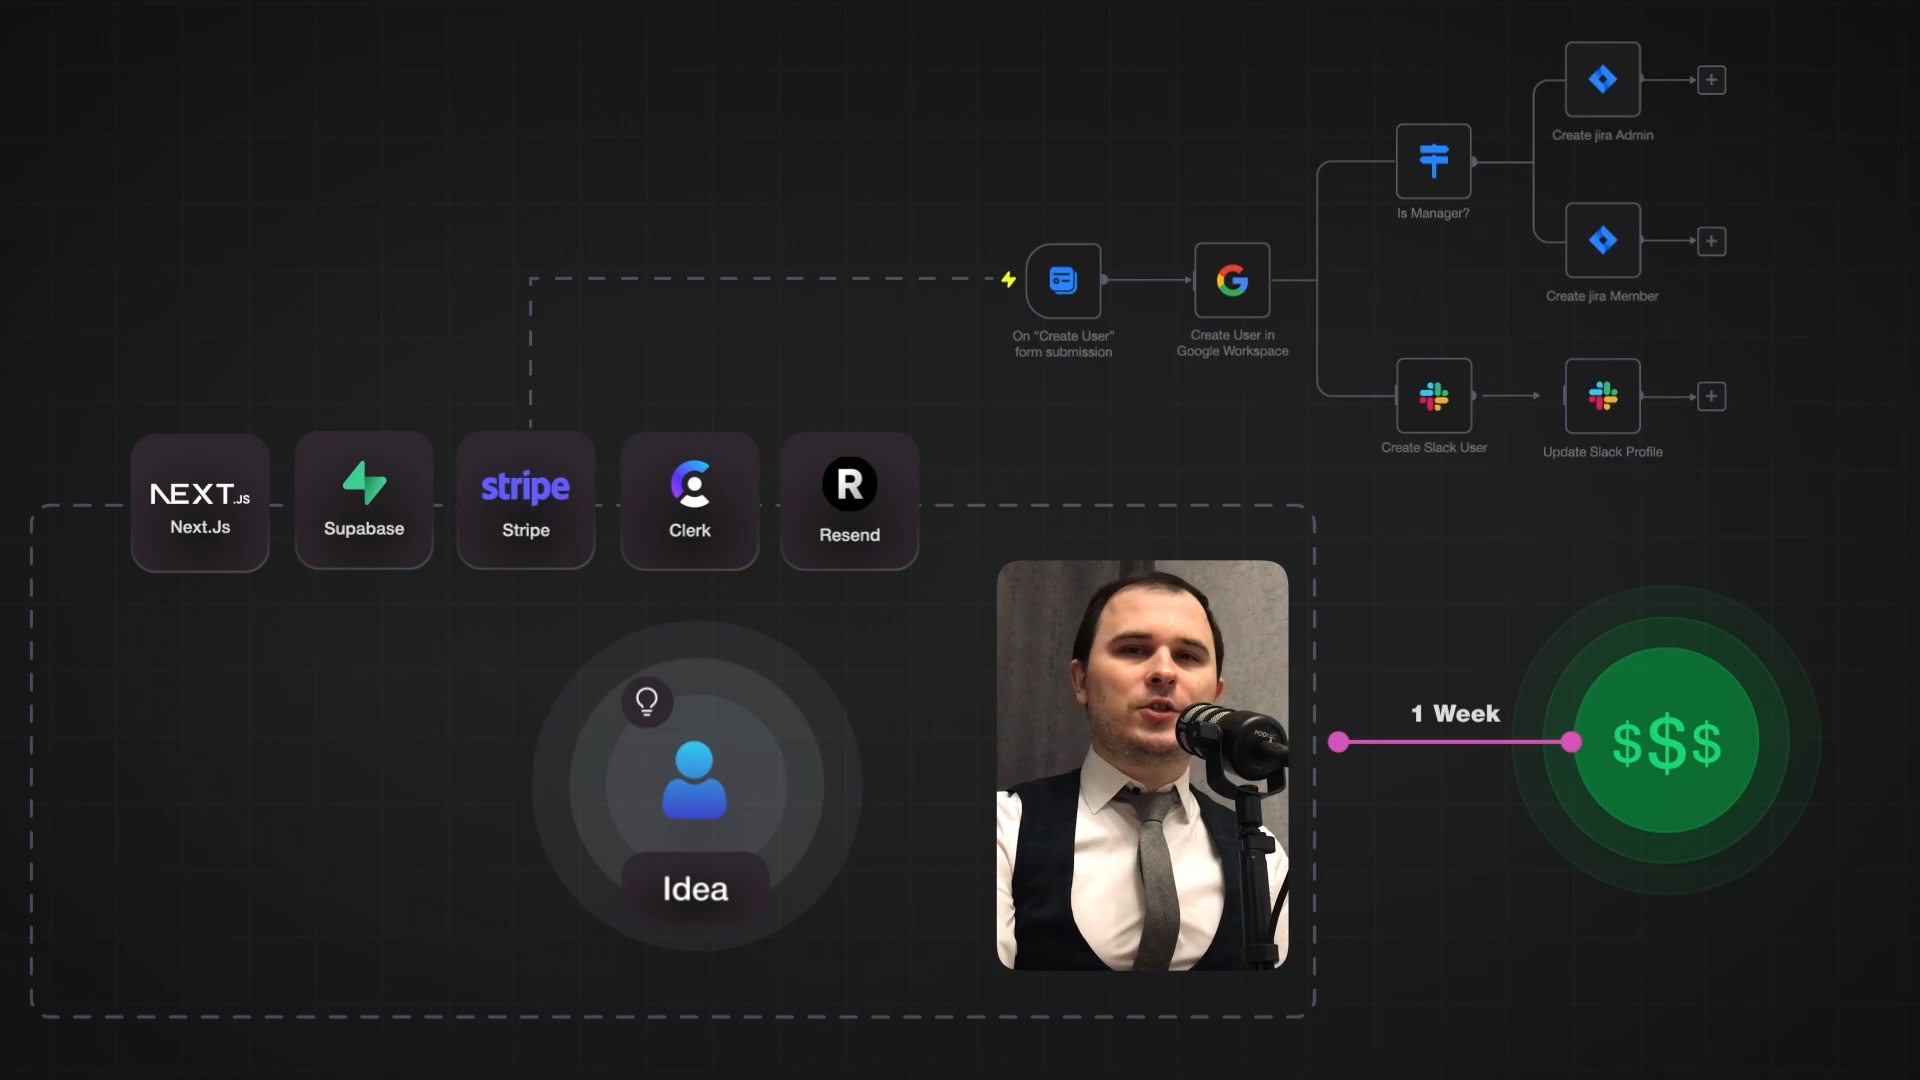 Create jira Admin
Is Manager?
Create jira Member
On “Create User”
form submission
Create User in
Google Workspace
Create Slack User
Update Slack Profile
NEXT.JS
Next.Js
Supabase
stripe
Stripe
Clerk
R
Resend
1 Week
$$$
Idea